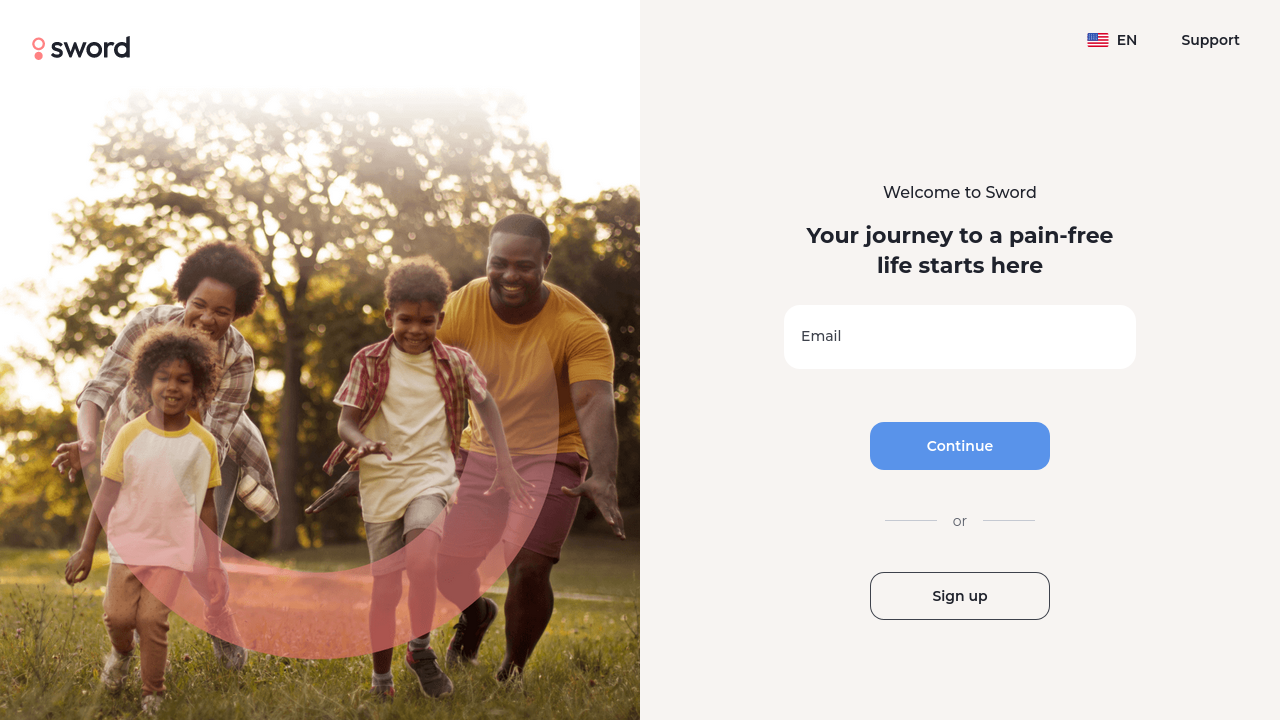 sword
EN
Support
Welcome to Sword
Your journey to a pain-free
life starts here
Email
Continue
or
Sign up